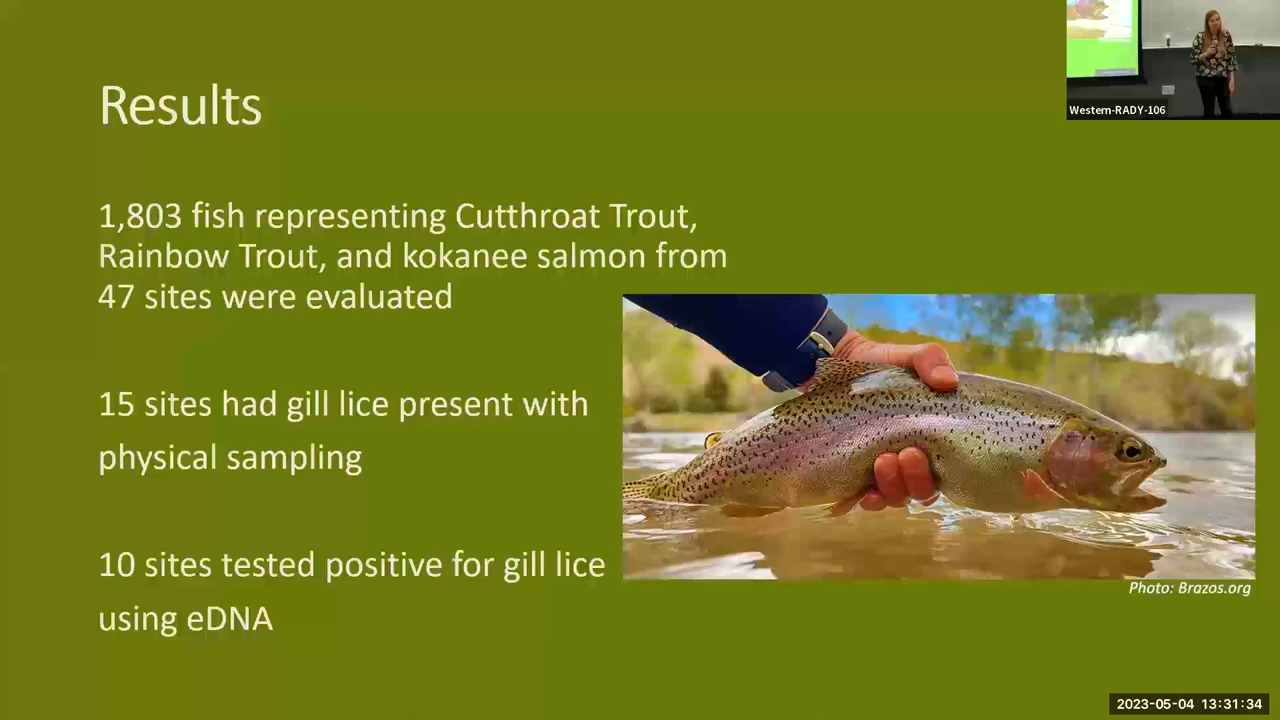 Results
1,803 fish representing Cutthroat Trout,
Rainbow Trout, and kokanee salmon from
47 sites were evaluated
15 sites had gill lice present with
physical sampling
10 sites tested positive for gill lice
using eDNA
Photo: Brazos.org
Western-RADY-106
2023-05-04 13:31:34